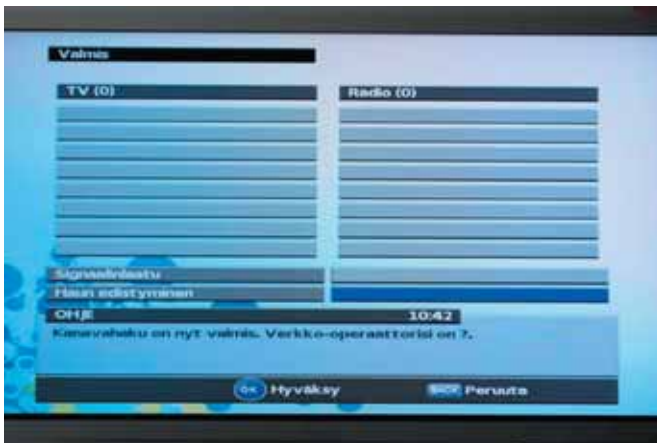 Valmis
TV (0) Radio (0)
Signaalinlaatu
Haun edistyminen
OHJE 10:42
Kanavahaku on nyt valmis. Verkko-operaattorisi on ?.
OK Hyväksy BACK Peruuta